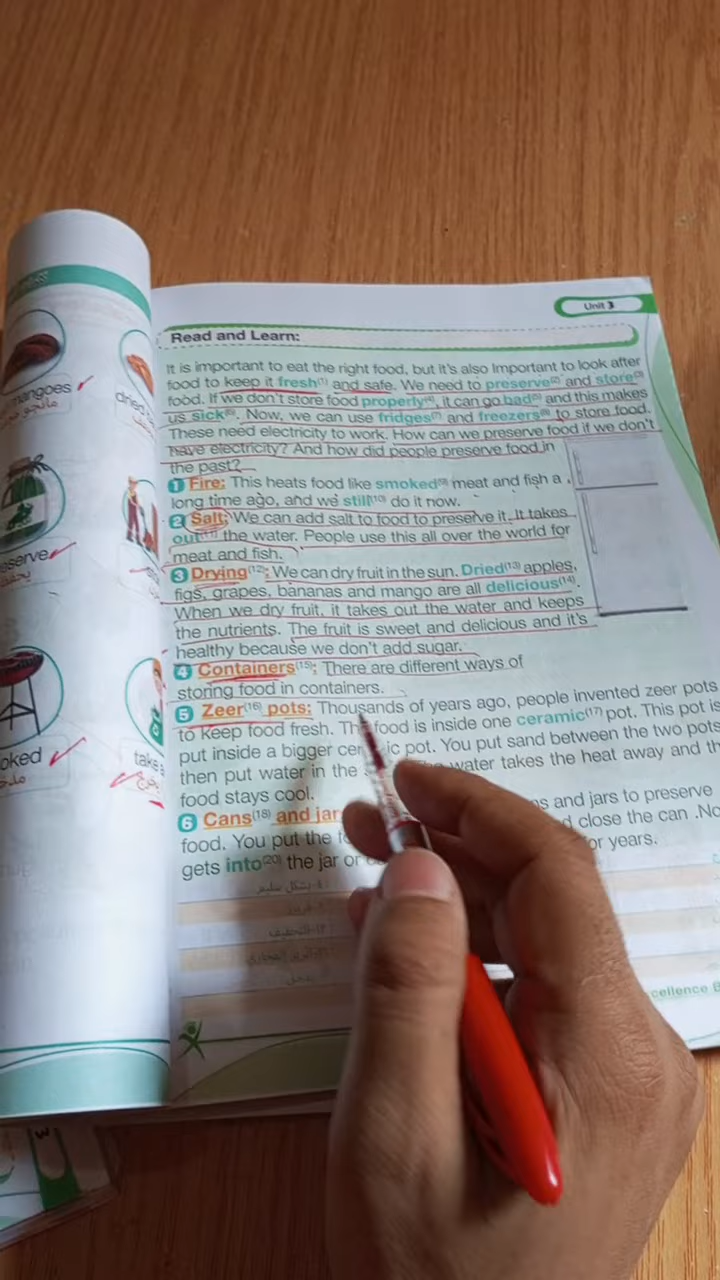 Unit 3
Read and Learn:
It is important to eat the right food, but it's also Important to look after
food to keep it fresh(1) and safe. We need to preserve(2) and store(3)
food. If we don't store food properly(4), it can go bad(5) and this makes
us sick(6). Now, we can use fridges(7) and freezers(8) to store food.
These need electricity to work. How can we preserve food if we don't
have electricity? And how did people preserve food in
the past?
1 Fire: This heats food like smoked(9) meat and fish a
long time ago, and we still(10) do it now.
2 Salt: We can add salt to food to preserve it. It takes
out(11) the water. People use this all over the world for
meat and fish.
3 Drying(12): We can dry fruit in the sun. Dried(13) apples,
figs, grapes, bananas and mango are all delicious(14).
When we dry fruit, it takes out the water and keeps
the nutrients. The fruit is sweet and delicious and it's
healthy because we don't add sugar.
4 Containers(15): There are different ways of
storing food in containers.
5 Zeer(16) pots: Thousands of years ago, people invented zeer pots
to keep food fresh. The food is inside one ceramic(17) pot. This pot is
put inside a bigger pot. You put sand between the two pots
then put water in the water takes the heat away and
food stays cool.
6 Cans(18) and and jars to preserve
food. You put the close the can .
gets into(20) the jar or years.
mangoes
مانجو
dried
eserve
oked
take